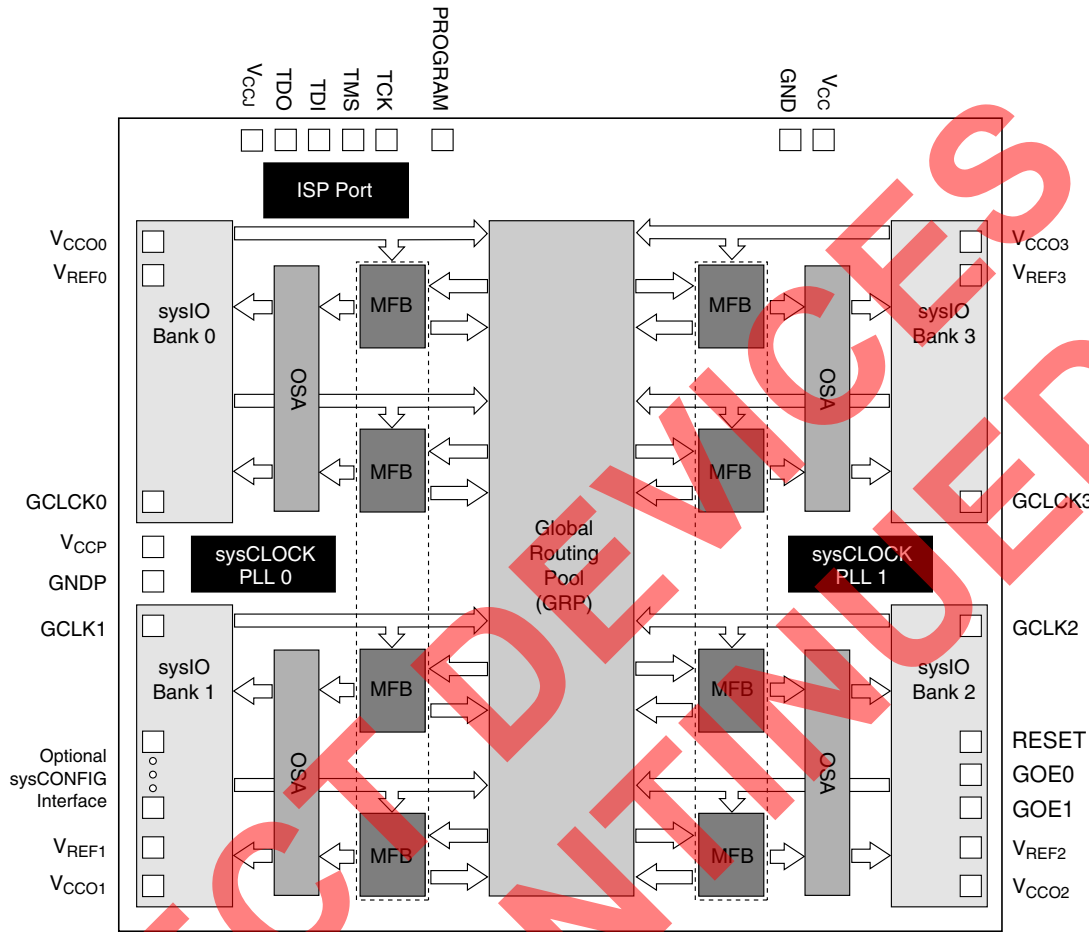 VCCJ
TDO
TDI
TMS
TCK
PROGRAM
GND
VCC
ISP Port
VCCO0
VREF0
sysIO
Bank 0
OSA
MFB
MFB
GCLCK0
VCCP
GNDP
sysCLOCK
PLL 0
Global
Routing
Pool
(GRP)
MFB
MFB
OSA
sysIO
Bank 3
VCCO3
VREF3
GCLCK3
sysCLOCK
PLL 1
GCLK1
sysIO
Bank 1
Optional
sysCONFIG
Interface
VREF1
VCCO1
OSA
MFB
MFB
MFB
MFB
OSA
sysIO
Bank 2
GCLK2
RESET
GOE0
GOE1
VREF2
VCCO2
CT DEVICES
NTINUED